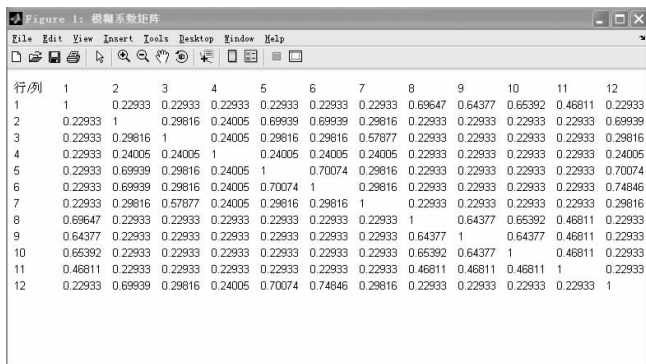 Figure 1: 模糊系数矩阵
File Edit View Insert Tools Desktop Window Help
行/列 1 2 3 4 5 6 7 8 9 10 11 12
1 1 0.22933 0.22933 0.22933 0.22933 0.22933 0.22933 0.69647 0.64377 0.65392 0.46811 0.22933
2 0.22933 1 0.29816 0.24005 0.69939 0.69939 0.29816 0.22933 0.22933 0.22933 0.22933 0.69939
3 0.22933 0.29816 1 0.24005 0.29816 0.29816 0.57877 0.22933 0.22933 0.22933 0.22933 0.29816
4 0.22933 0.24005 0.24005 1 0.24005 0.24005 0.24005 0.22933 0.22933 0.22933 0.22933 0.24005
5 0.22933 0.69939 0.29816 0.24005 1 0.70074 0.29816 0.22933 0.22933 0.22933 0.22933 0.70074
6 0.22933 0.69939 0.29816 0.24005 0.70074 1 0.29816 0.22933 0.22933 0.22933 0.22933 0.74846
7 0.22933 0.29816 0.57877 0.24005 0.29816 0.29816 1 0.22933 0.22933 0.22933 0.22933 0.29816
8 0.69647 0.22933 0.22933 0.22933 0.22933 0.22933 0.22933 1 0.64377 0.65392 0.46811 0.22933
9 0.64377 0.22933 0.22933 0.22933 0.22933 0.22933 0.22933 0.64377 1 0.64377 0.46811 0.22933
10 0.65392 0.22933 0.22933 0.22933 0.22933 0.22933 0.22933 0.65392 0.64377 1 0.46811 0.22933
11 0.46811 0.22933 0.22933 0.22933 0.22933 0.22933 0.22933 0.46811 0.46811 0.46811 1 0.22933
12 0.22933 0.69939 0.29816 0.24005 0.70074 0.74846 0.29816 0.22933 0.22933 0.22933 0.22933 1